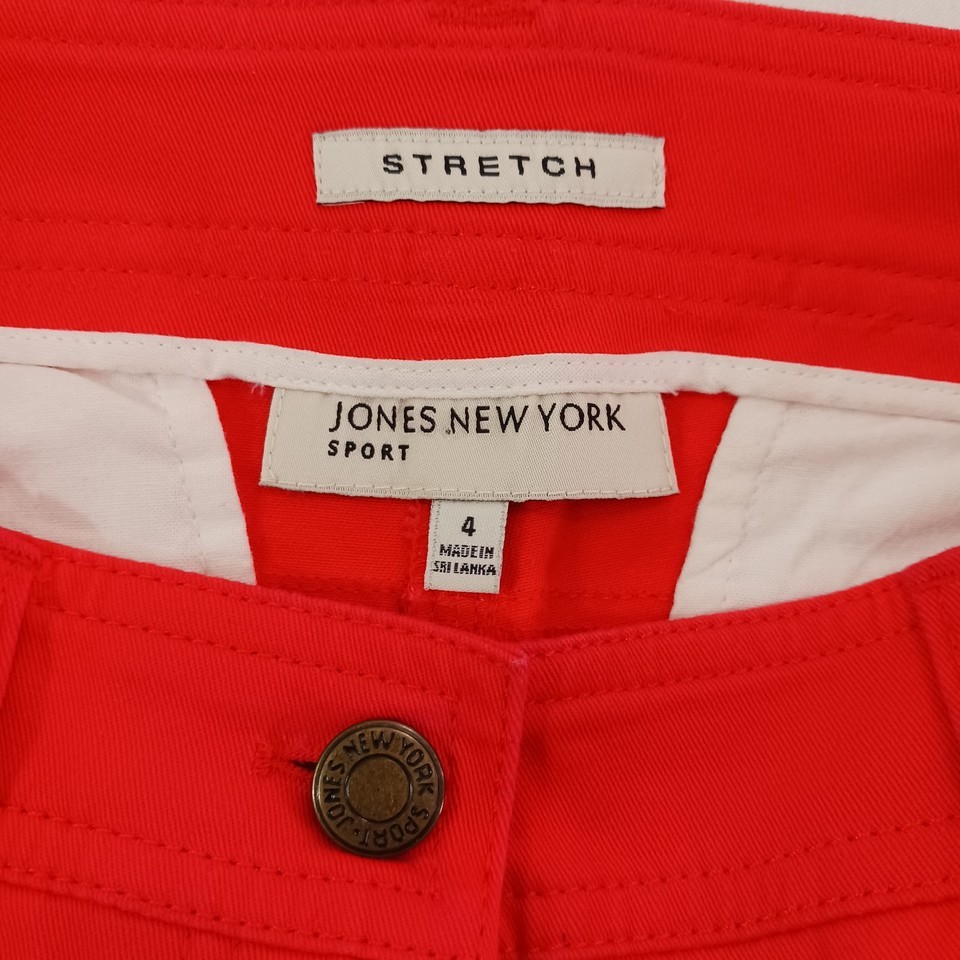 STRETCH
JONES NEW YORK
SPORT
4
MADE IN
SRI LANKA
JONES NEW YORK SPORT